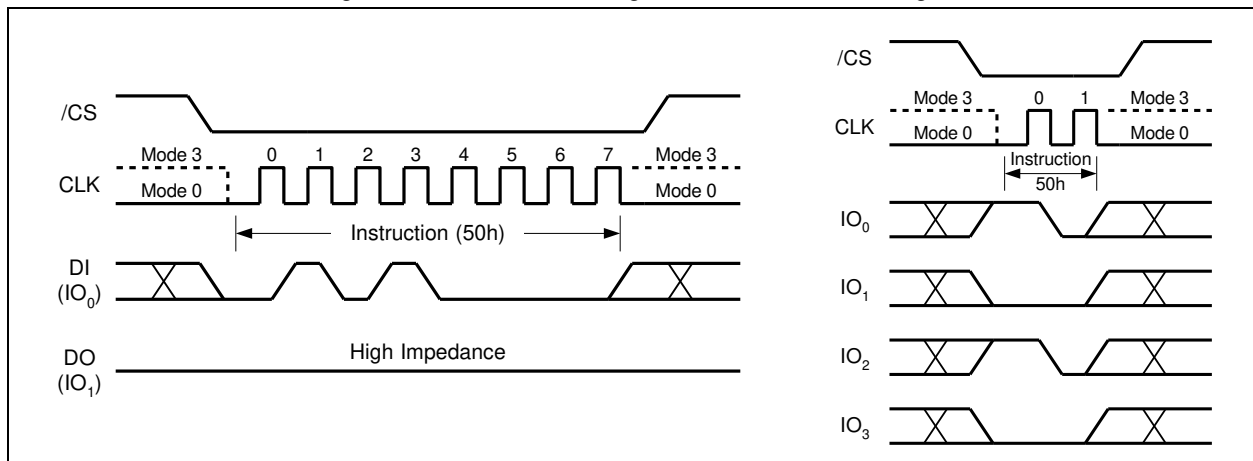 /CS
Mode 3 0 1 2 3 4 5 6 7 Mode 3
CLK Mode 0 Mode 0
Instruction (50h)
DI
(IO0)
High Impedance
DO
(IO1)
/CS
Mode 3 0 1 Mode 3
CLK Mode 0 Mode 0
Instruction
50h
IO0
IO1
IO2
IO3